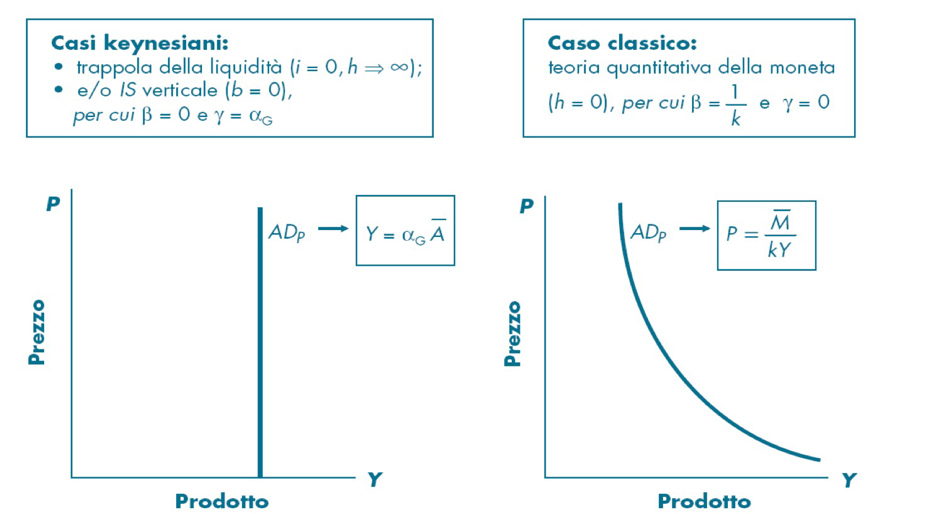 Casi keynesiani:
• trappola della liquidità (i = 0, h ⇒ ∞);
• e/o IS verticale (b = 0),
per cui β = 0 e γ = α_G
Caso classico:
teoria quantitativa della moneta
(h = 0), per cui β = 1/k e γ = 0
P
AD_P → Y = α_G A̅
Prezzo
Y
Prodotto
P
AD_P → P = M̅/kY
Prezzo
Y
Prodotto